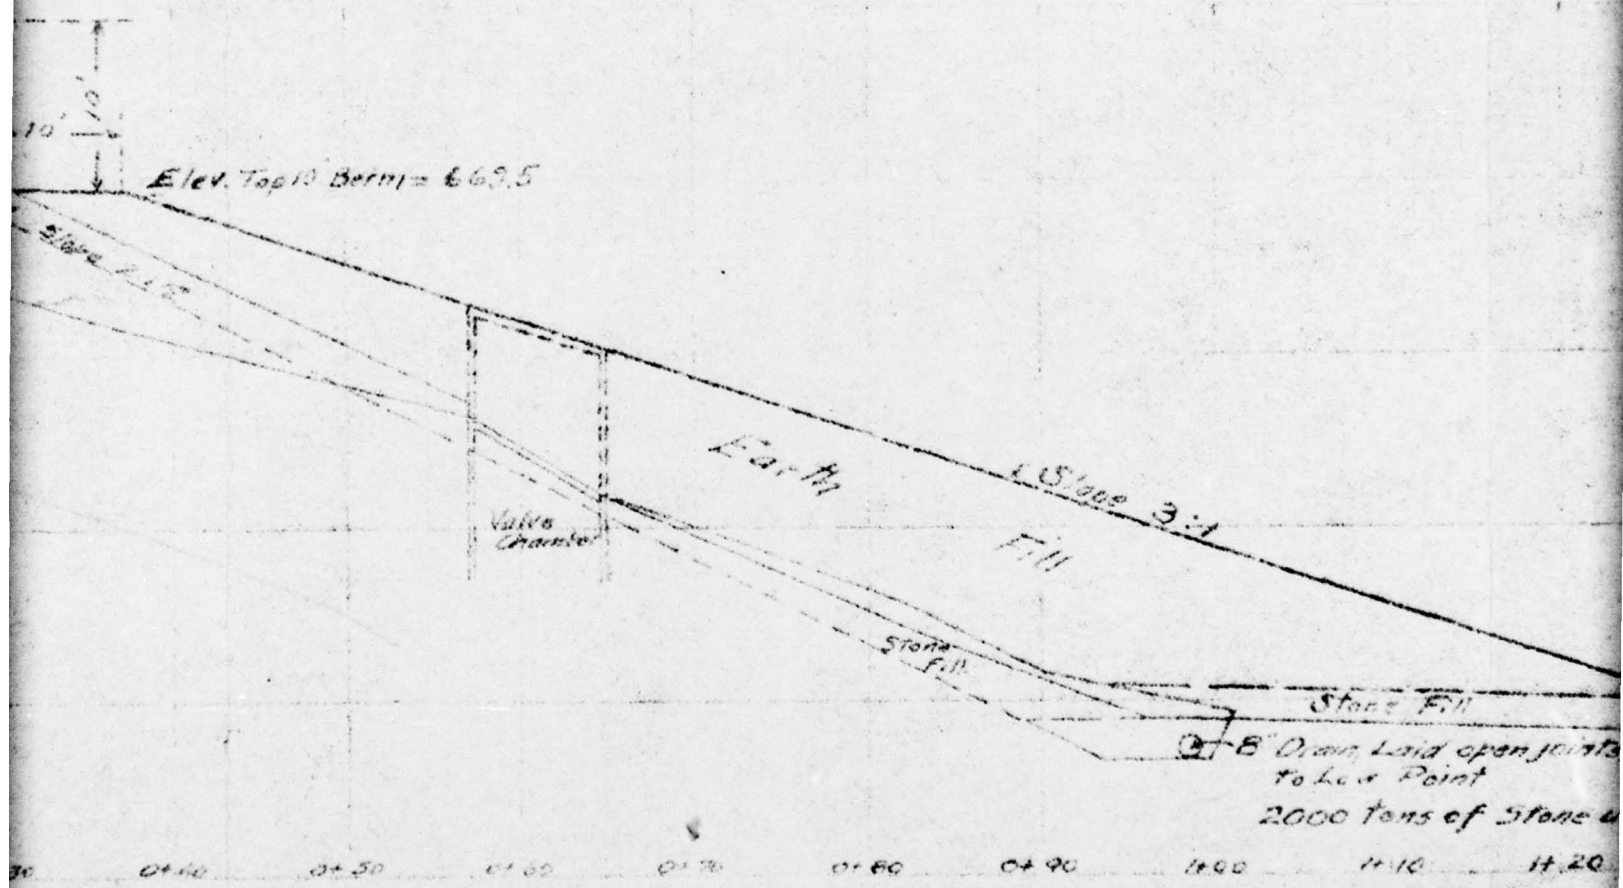 10'
10'
Elev. Top 10' Berm = 669.5
Slope 2:1
Valve
Chamber
Earth
Fill
Slope 3:1
Stone
Fill
Stone Fill
8" Drain, Laid open joints
to Low Point
2000 tons of Stone
30 0+40 0+50 0+60 0+70 0+80 0+90 1+00 1+10 1+20